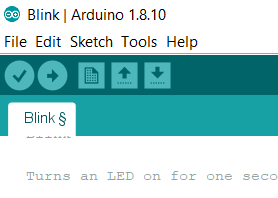 Blink | Arduino 1.8.10
File Edit Sketch Tools Help
Blink §
Turns an LED on for one seco